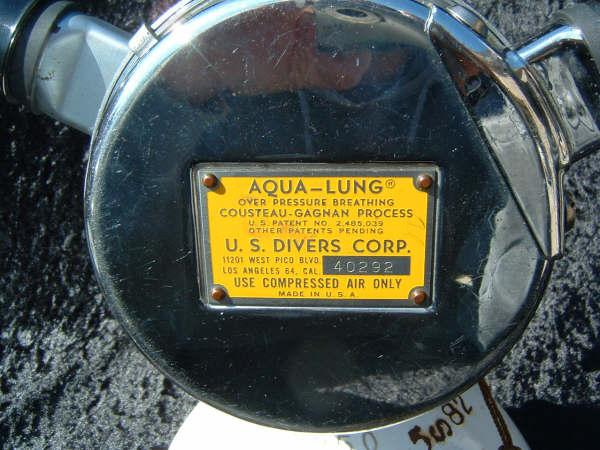 AQUA-LUNG®
OVER PRESSURE BREATHING
COUSTEAU-GAGNAN PROCESS
U.S. PATENT NO. 2,485,039
OTHER PATENTS PENDING
U. S. DIVERS CORP.
11201 WEST PICO BLVD.
LOS ANGELES 64, CAL. 40292
USE COMPRESSED AIR ONLY
MADE IN U.S.A.